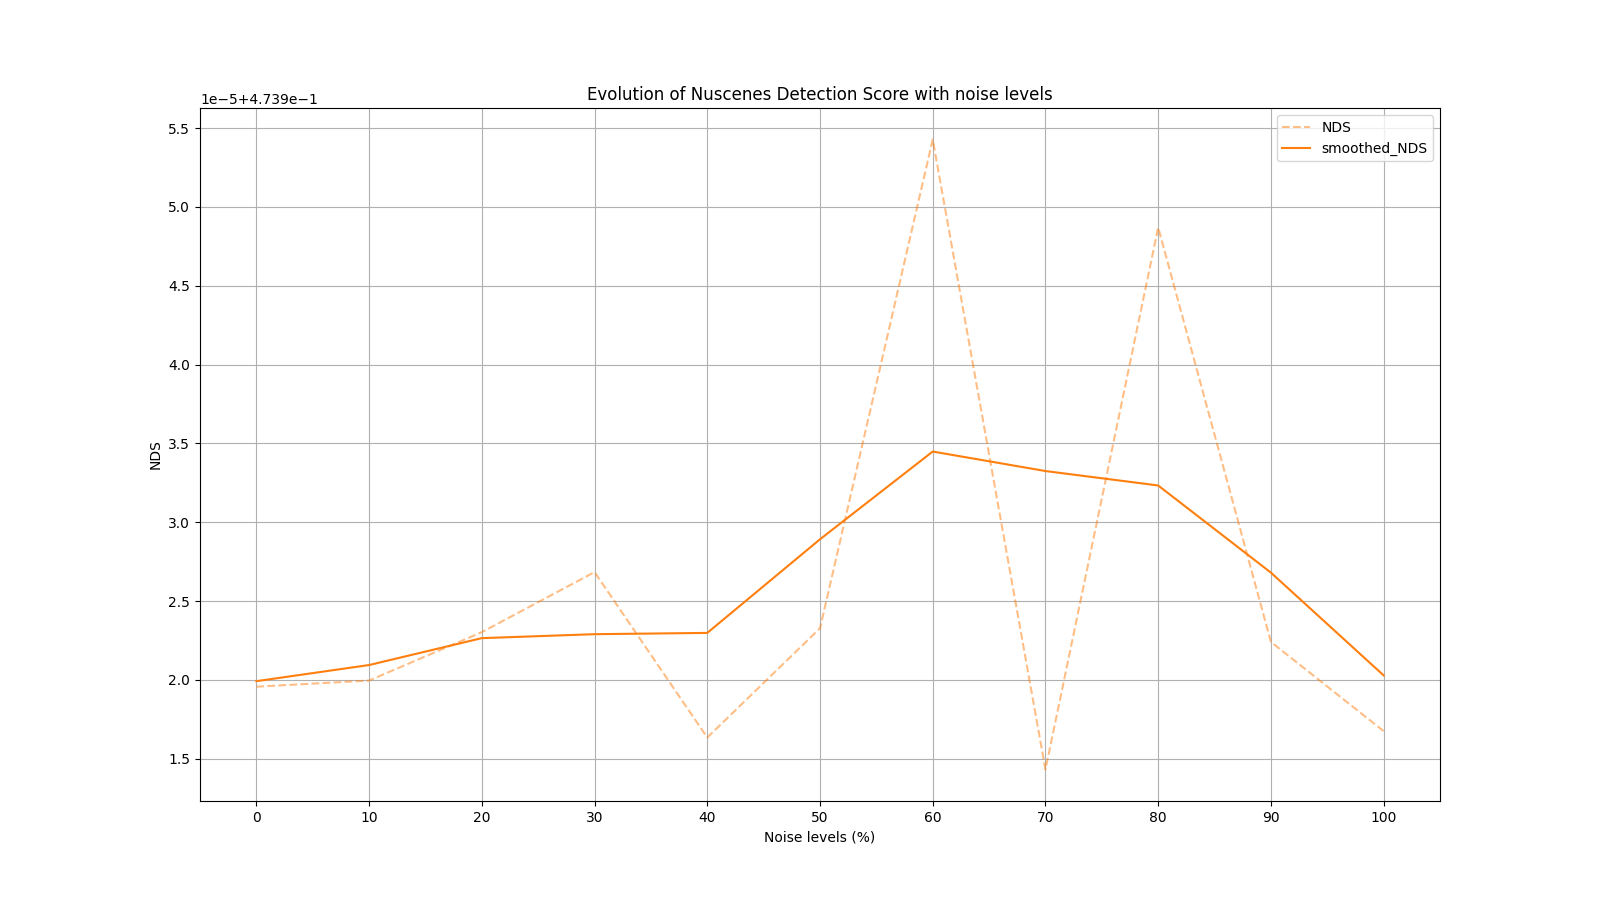 Evolution of Nuscenes Detection Score with noise levels
1e−5+4.739e−1
NDS
smoothed_NDS
5.5
5.0
4.5
4.0
3.5
3.0
2.5
2.0
1.5
NDS
0 10 20 30 40 50 60 70 80 90 100
Noise levels (%)